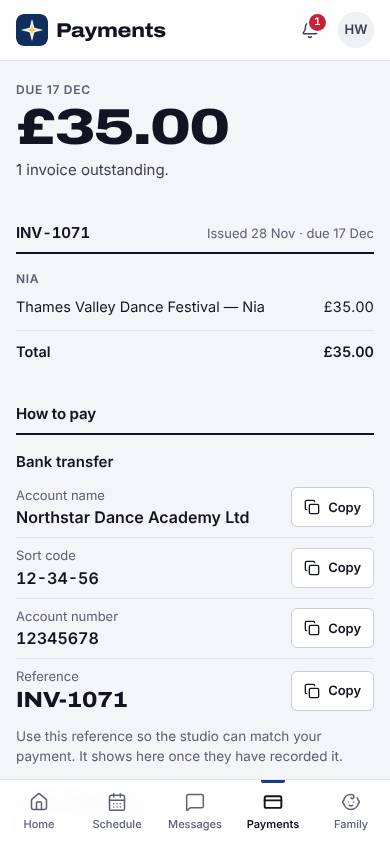 Payments
1
HW
DUE 17 DEC
£35.00
1 invoice outstanding.
INV-1071
Issued 28 Nov · due 17 Dec
NIA
Thames Valley Dance Festival — Nia
£35.00
Total
£35.00
How to pay
Bank transfer
Account name
Northstar Dance Academy Ltd
Copy
Sort code
12-34-56
Copy
Account number
12345678
Copy
Reference
INV-1071
Copy
Use this reference so the studio can match your
payment. It shows here once they have recorded it.
Home
Schedule
Messages
Payments
Family